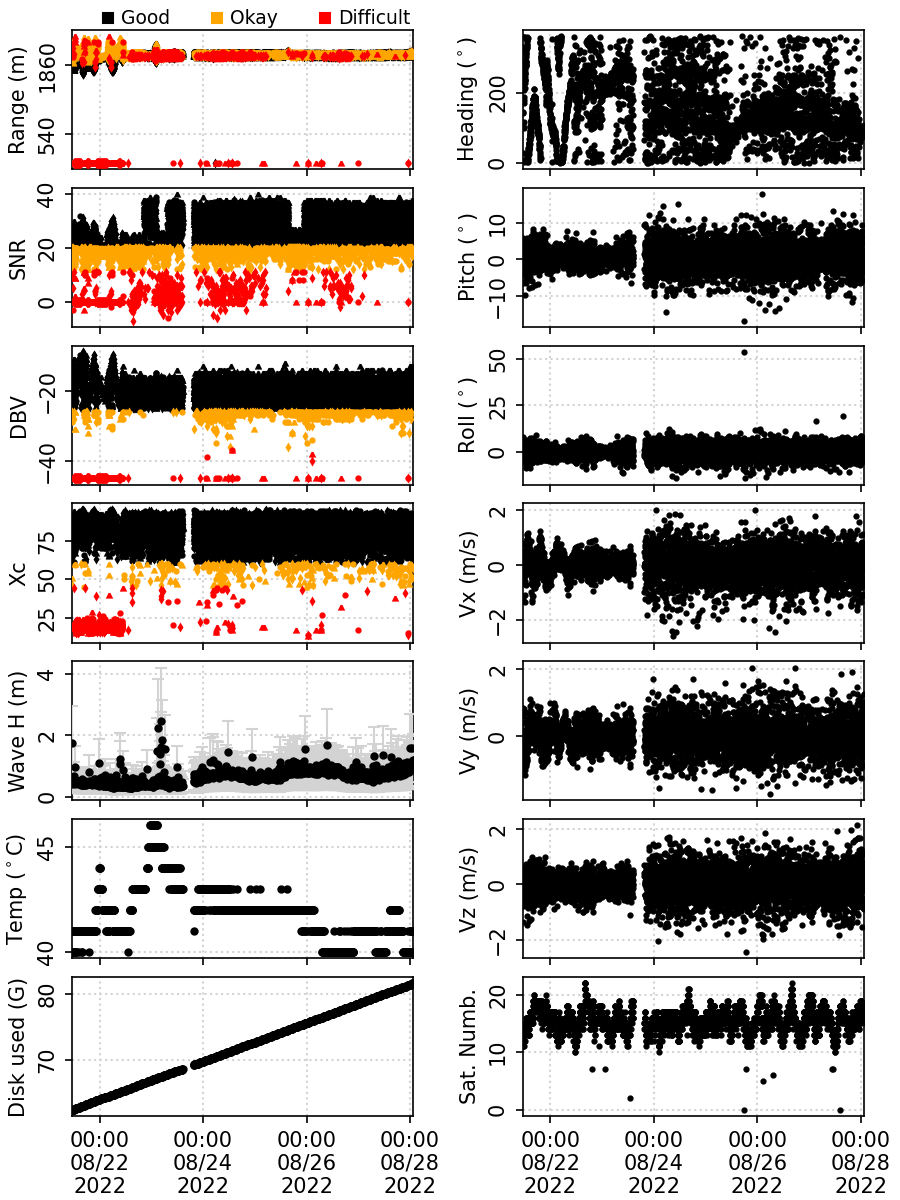 Good Okay Difficult
Range (m)
1860
540
Heading (°)
200
0
SNR
40
20
0
Pitch (°)
10
0
−10
DBV
−20
−40
Roll (°)
50
25
0
Xc
75
50
25
Vx (m/s)
2
0
−2
Wave H (m)
4
2
0
Vy (m/s)
2
0
Temp (°C)
45
40
Vz (m/s)
2
0
−2
Disk used (G)
80
70
Sat. Numb.
20
10
0
00:00 00:00 00:00 00:00
08/22 08/24 08/26 08/28
2022 2022 2022 2022
00:00 00:00 00:00 00:00
08/22 08/24 08/26 08/28
2022 2022 2022 2022